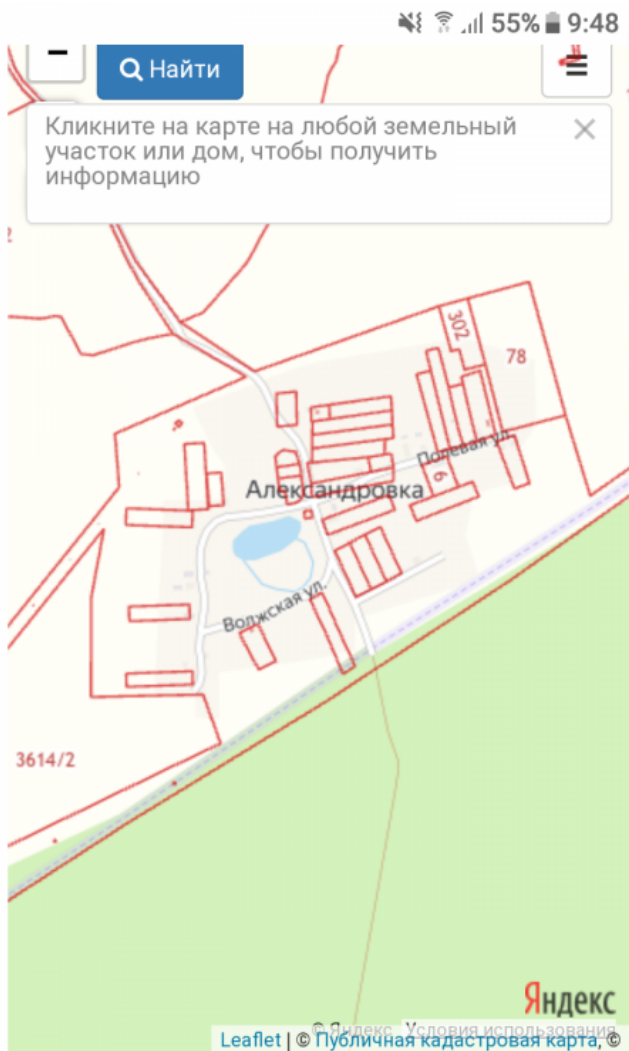 55% 9:48
Найти
Кликните на карте на любой земельный
участок или дом, чтобы получить
информацию
302
78
Полевая ул.
6
Александровка
Волжская ул.
3614/2
Яндекс
© Яндекс Условия использования
Leaflet | © Публичная кадастровая карта, ©